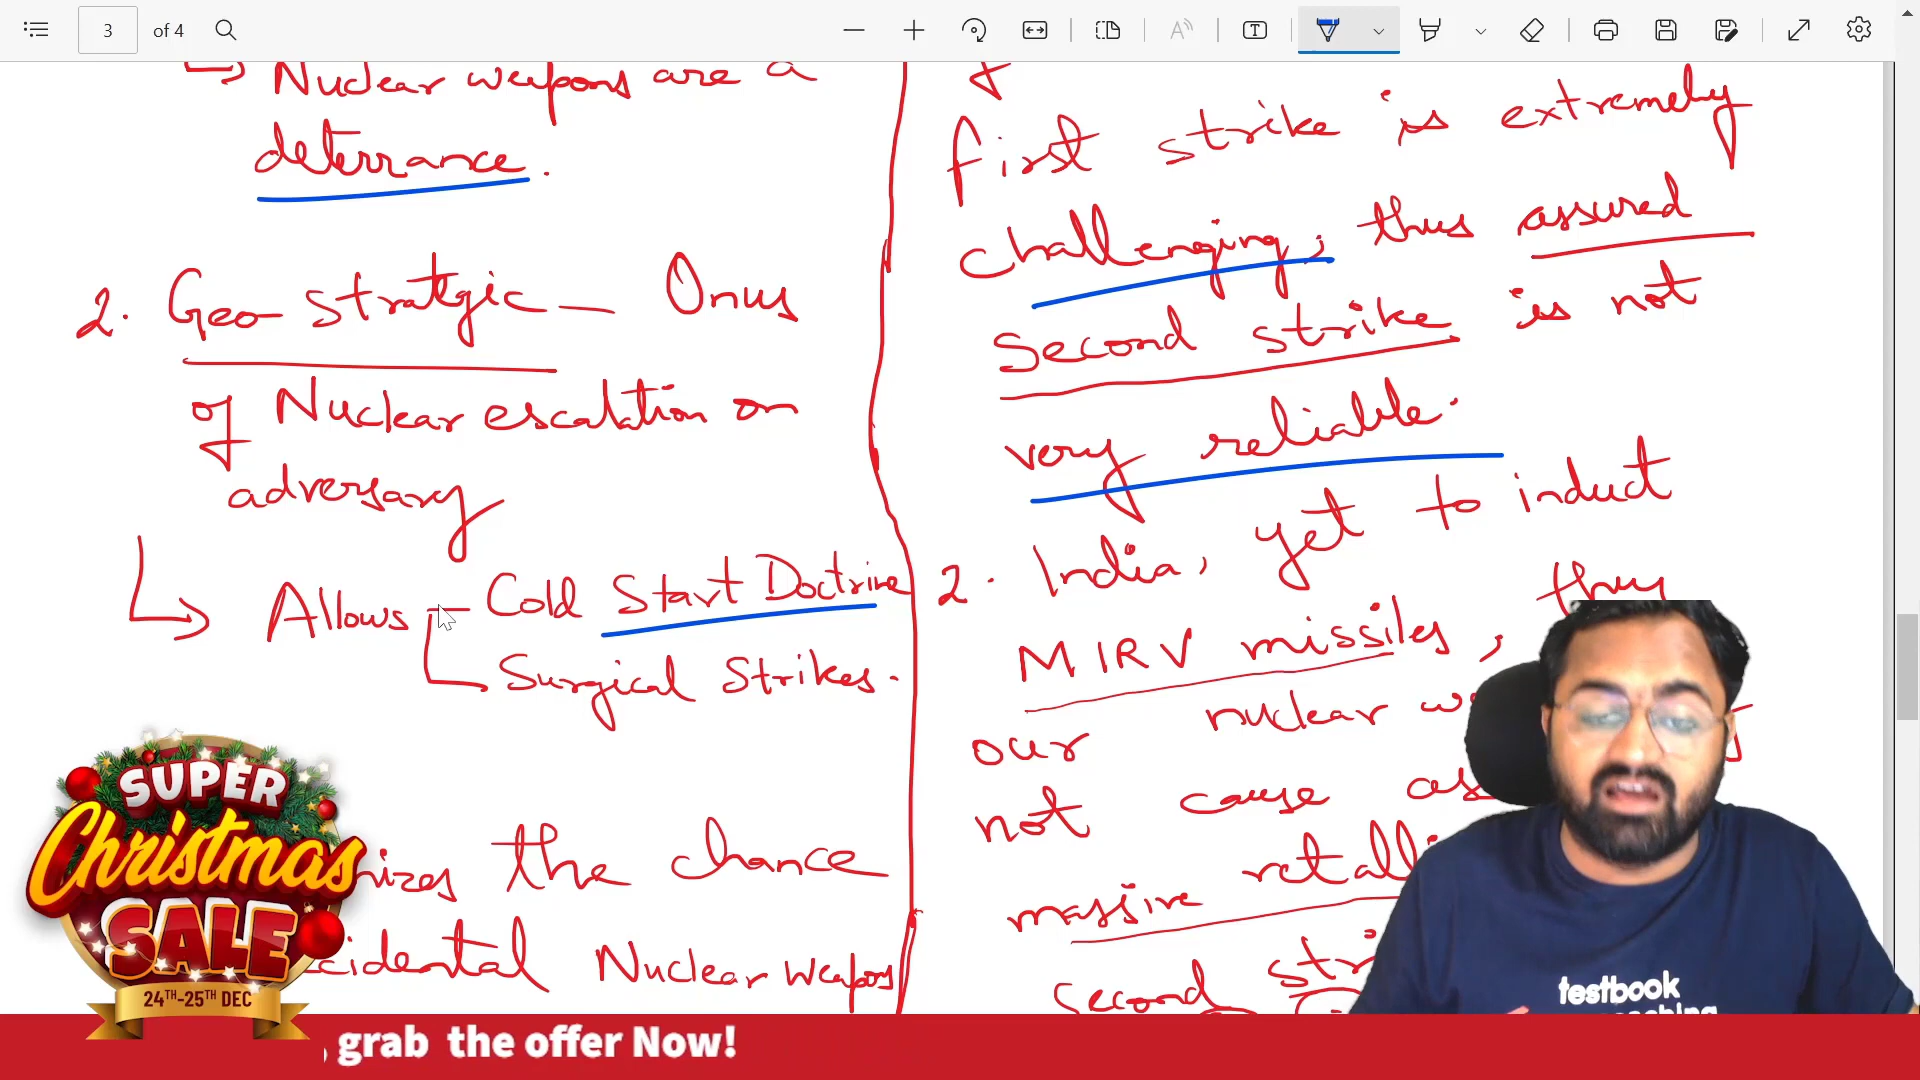 3
of 4
Nuclear weapons are a
deterrance.
2. Geo-stratgic — Onus
of Nuclear escalation on
adversary
Allows — Cold Start Doctrine
Surgical Strikes.
the chance
Nuclear weapons
first strike is extremely
challenging, thus assured
second strike is not
very reliable.
2. India, yet to induct
MIRV missiles, thus
our nuclear
not cause as
massive
second
SUPER
Christmas
SALE
24TH-25TH DEC
testbook
grab the offer Now!